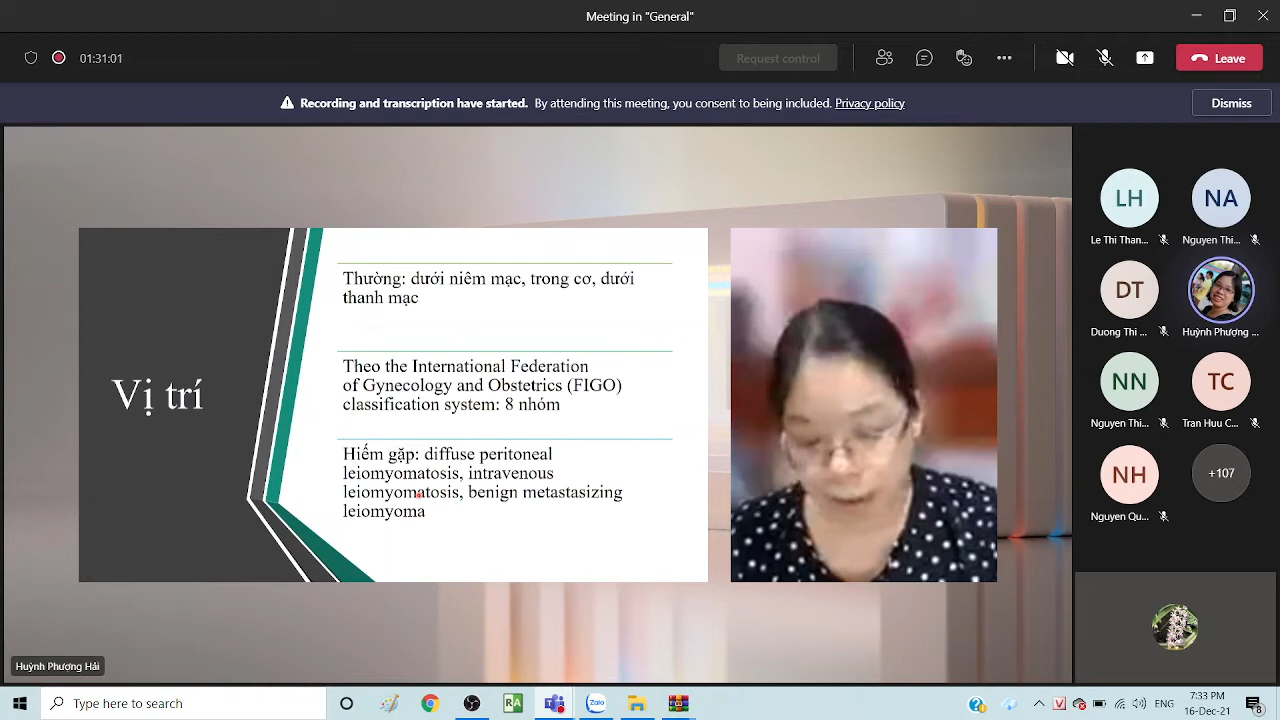 Meeting in "General"
01:31:01
Request control
Leave
Recording and transcription have started. By attending this meeting, you consent to being included. Privacy policy
Dismiss
Vị trí
Thường: dưới niêm mạc, trong cơ, dưới
thanh mạc
Theo the International Federation
of Gynecology and Obstetrics (FIGO)
classification system: 8 nhóm
Hiếm gặp: diffuse peritoneal
leiomyomatosis, intravenous
leiomyomatosis, benign metastasizing
leiomyoma
Huỳnh Phương Hải
LH
NA
Le Thi Than...
Nguyen Thi...
DT
Duong Thi ...
Huỳnh Phượng ...
NN
TC
Nguyen Thi...
Tran Huu C...
NH
+107
Nguyen Qu...
Type here to search
RA
Zalo
V
ENG
7:33 PM
16-Dec-21
8